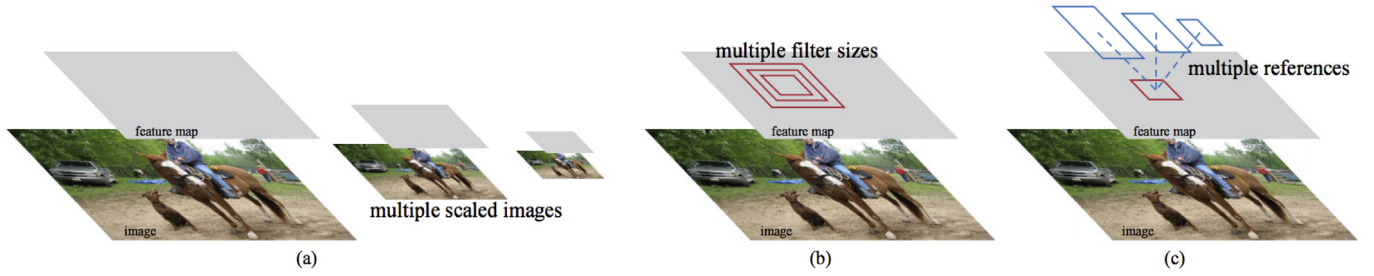 feature map
image
multiple scaled images
(a)
multiple filter sizes
feature map
image
(b)
multiple references
feature map
image
(c)